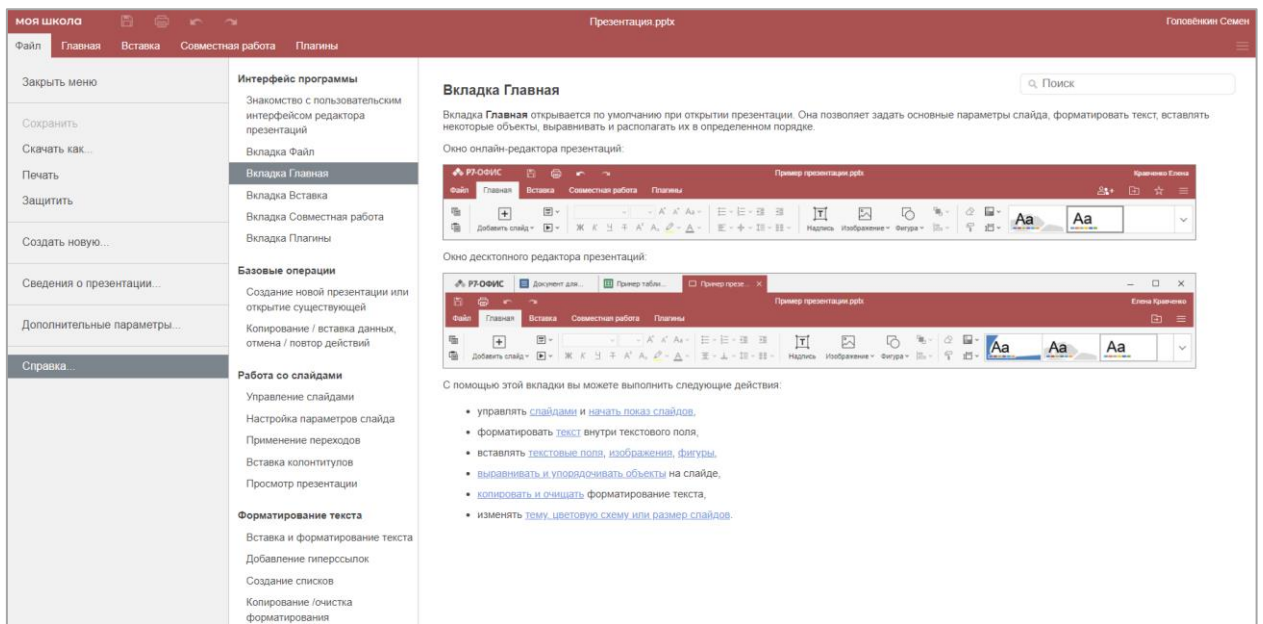 моя школа
Презентация.pptx
Головёнкин Семен
Файл Главная Вставка Совместная работа Плагины
Закрыть меню
Сохранить
Скачать как...
Печать
Защитить
Создать новую...
Сведения о презентации...
Дополнительные параметры...
Справка...
Интерфейс программы
Знакомство с пользовательским
интерфейсом редактора
презентаций
Вкладка Файл
Вкладка Главная
Вкладка Вставка
Вкладка Совместная работа
Вкладка Плагины
Базовые операции
Создание новой презентации или
открытие существующей
Копирование / вставка данных,
отмена / повтор действий
Работа со слайдами
Управление слайдами
Настройка параметров слайда
Применение переходов
Вставка колонтитулов
Просмотр презентации
Форматирование текста
Вставка и форматирование текста
Добавление гиперссылок
Создание списков
Копирование /очистка
форматирования
Поиск
Вкладка Главная
Вкладка Главная открывается по умолчанию при открытии презентации. Она позволяет задать основные параметры слайда, форматировать текст, вставлять
некоторые объекты, выравнивать и располагать их в определенном порядке.
Окно онлайн-редактора презентаций:
Р7-ОФИС
Пример презентации.pptx
Кравченко Елена
Файл Главная Вставка Совместная работа Плагины
Добавить слайд Ж К Ч Надпись Изображение Фигура Aa Aa
Окно десктопного редактора презентаций:
Р7-ОФИС Документ для... Пример табли... Пример презе...
Пример презентации.pptx
Елена Кравченко
Файл Главная Вставка Совместная работа Плагины
Добавить слайд Ж К Ч Надпись Изображение Фигура Aa Aa Aa
С помощью этой вкладки вы можете выполнить следующие действия:
• управлять слайдами и начать показ слайдов,
• форматировать текст внутри текстового поля,
• вставлять текстовые поля, изображения, фигуры,
• выравнивать и упорядочивать объекты на слайде,
• копировать и очищать форматирование текста,
• изменять тему, цветовую схему или размер слайдов.